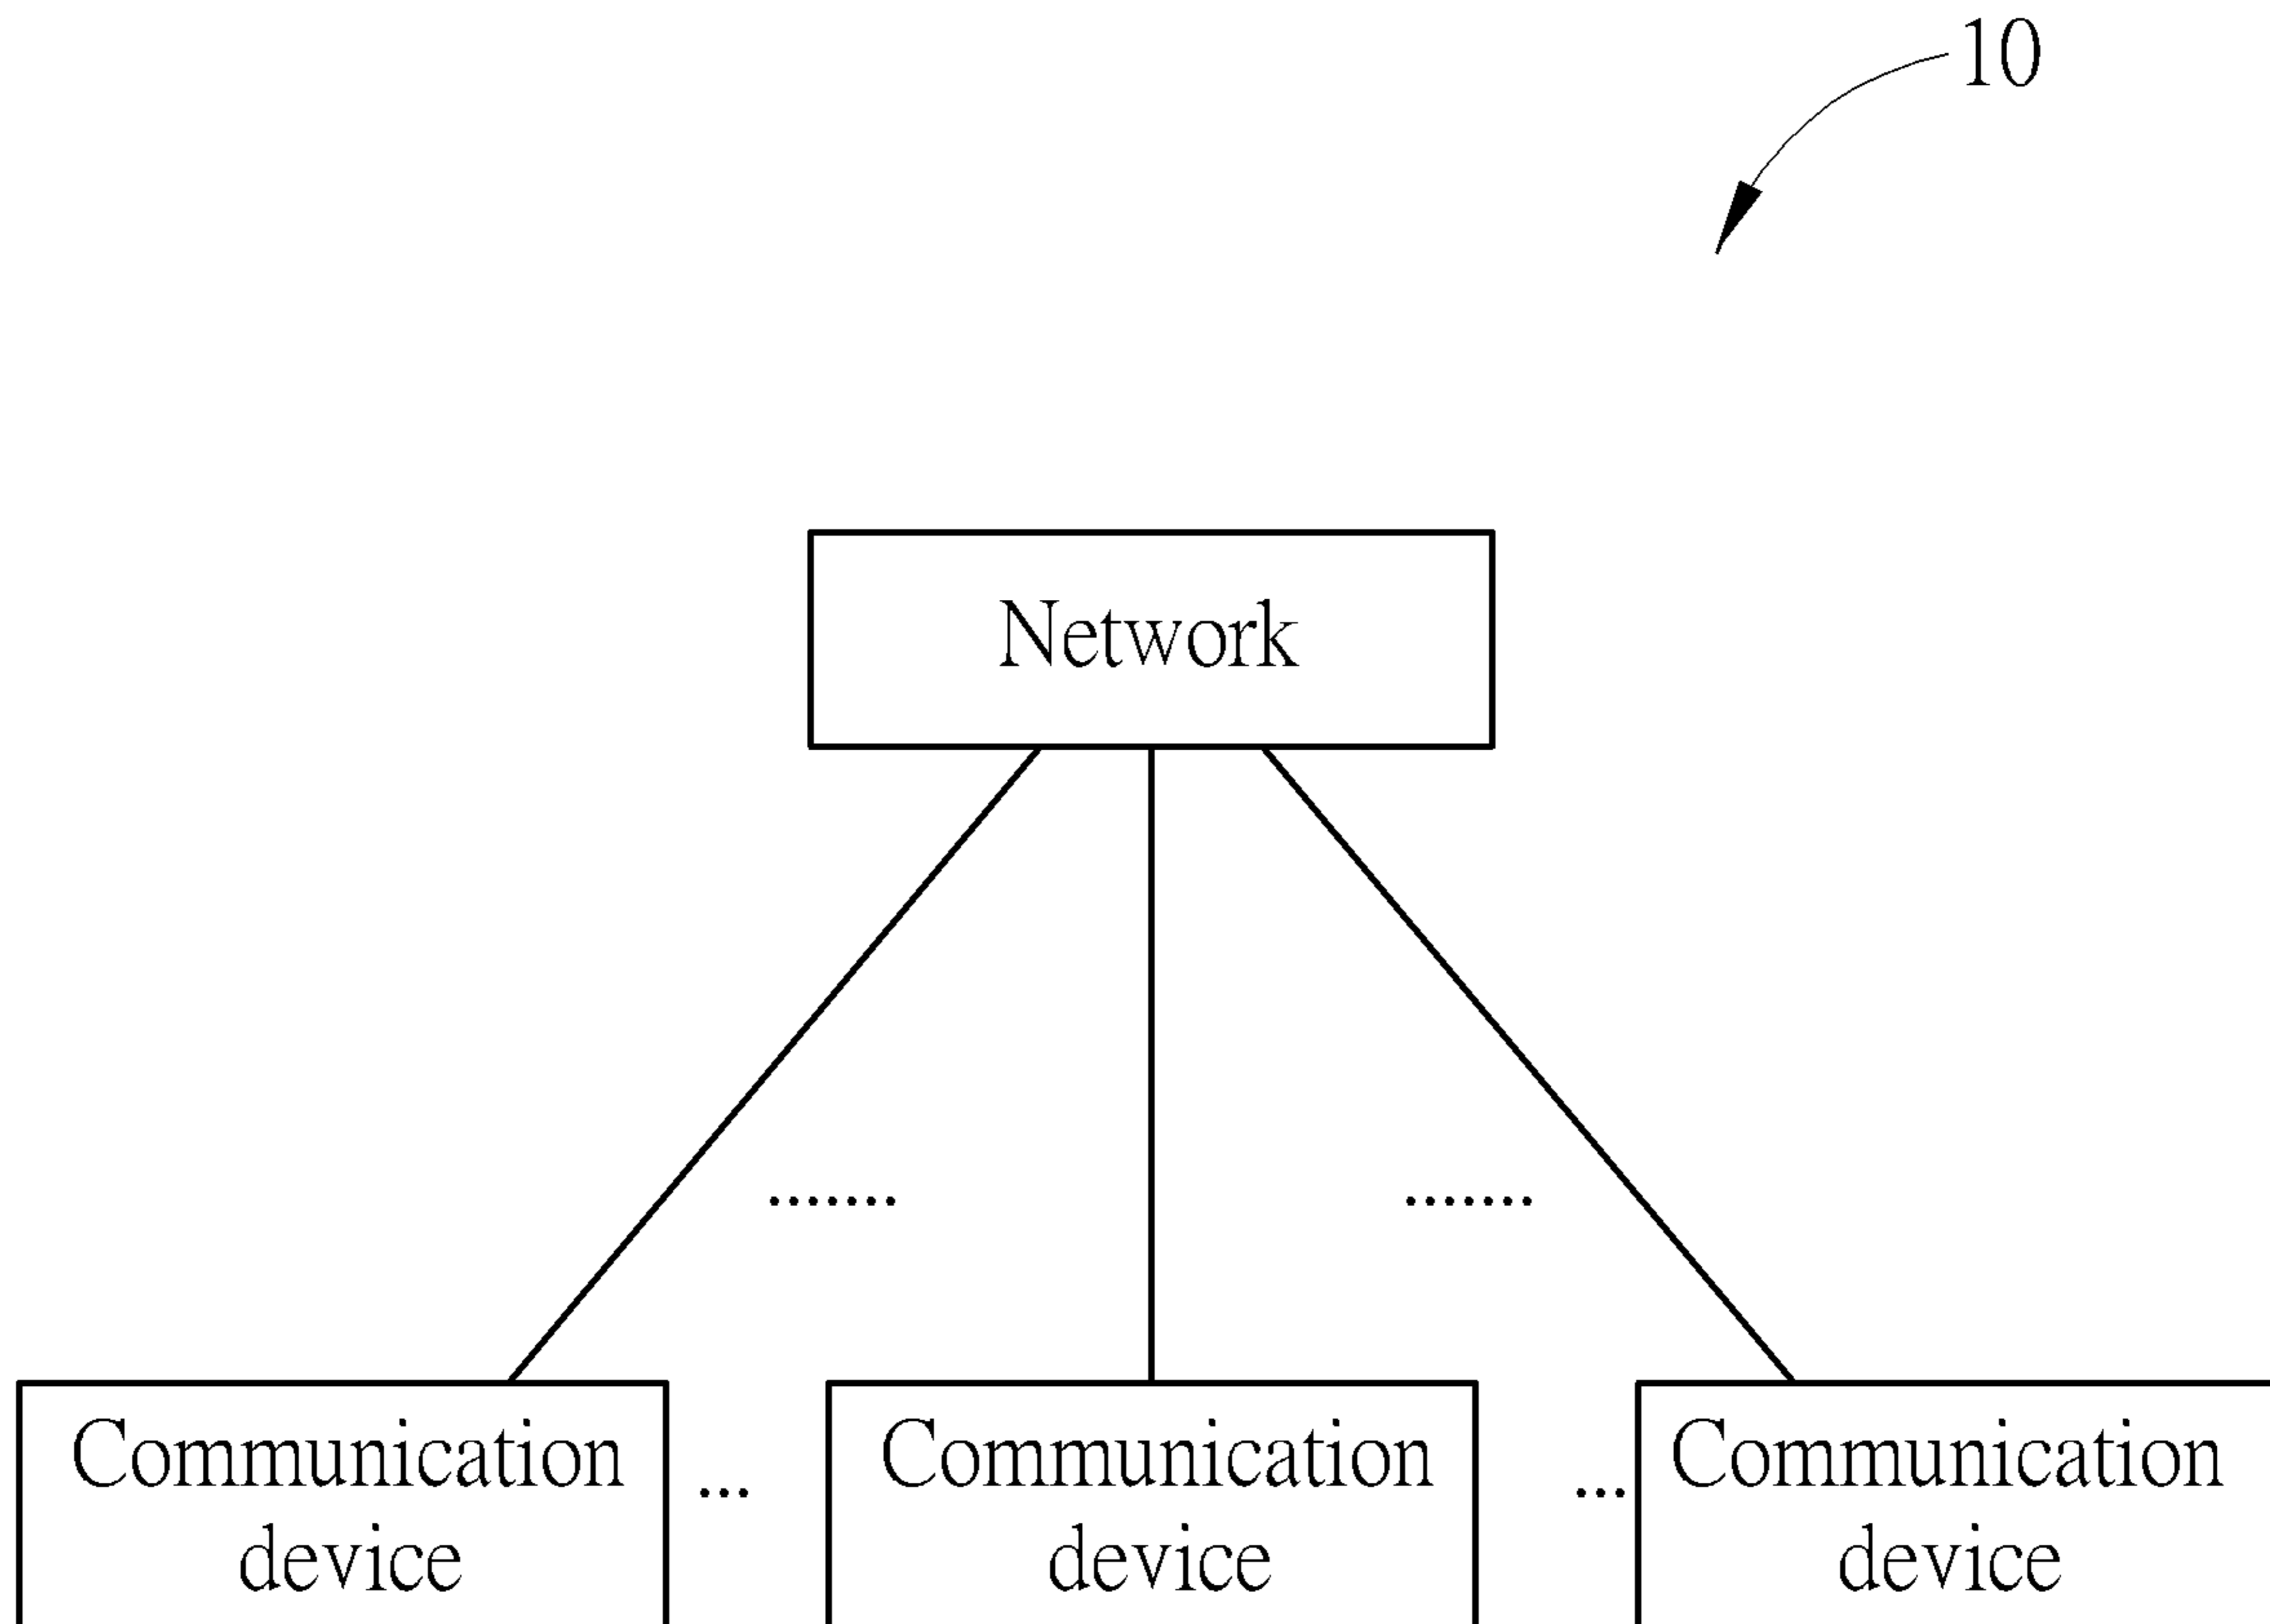 10
Network
.......
.......
Communication
device
...
Communication
device
...
Communication
device